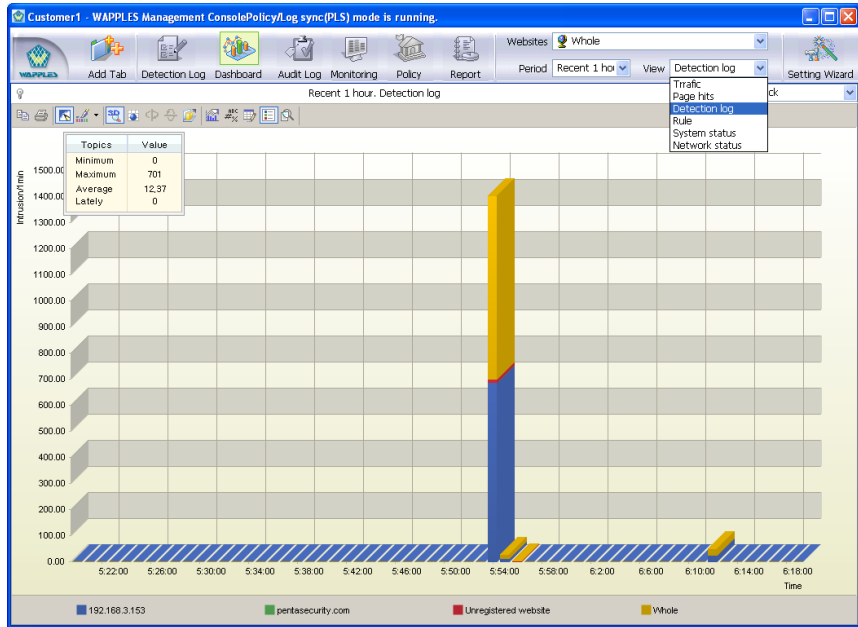 Customer1 - WAPPLES Management ConsolePolicy/Log sync(PLS) mode is running.
WAPPLES
Add Tab
Detection Log
Dashboard
Audit Log
Monitoring
Policy
Report
Websites
Whole
Period
Recent 1 hou
View
Detection log
Setting Wizard
Recent 1 hour. Detection log
ck
Trrafic
Page hits
Detection log
Rule
System status
Network status
3D
Topics Value
Minimum 0
Maximum 701
Average 12,37
Lately 0
Intrusion/1min
1500.00
1400.00
1300.00
1200.00
1100.00
1000.00
900.00
800.00
700.00
600.00
500.00
400.00
300.00
200.00
100.00
0.00
5:22:00 5:26:00 5:30:00 5:34:00 5:38:00 5:42:00 5:46:00 5:50:00 5:54:00 5:58:00 6:2:00 6:6:00 6:10:00 6:14:00 6:18:00
Time
192.168.3.153
pentasecurity.com
Unregistered website
Whole